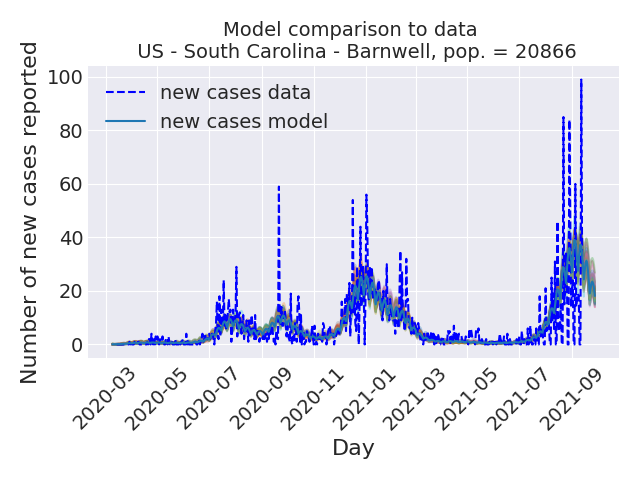 Model comparison to data
US - South Carolina - Barnwell, pop. = 20866
Number of new cases reported
100
80
60
40
20
0
new cases data
new cases model
2020-03
2020-05
2020-07
2020-09
2020-11
2021-01
2021-03
2021-05
2021-07
2021-09
Day